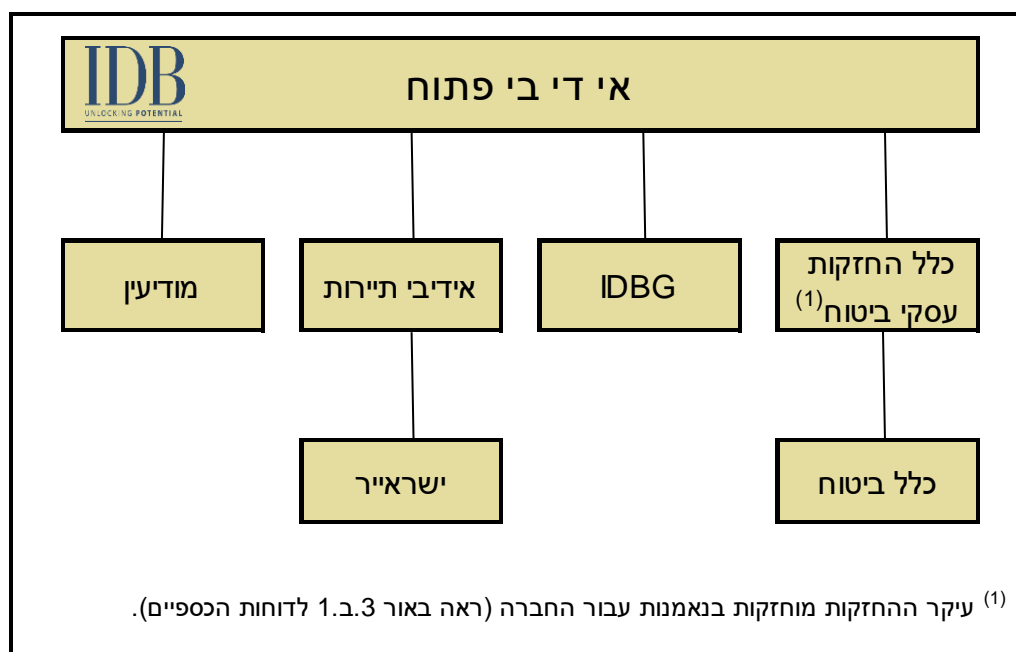 IDB
UNLOCKING POTENTIAL
אי די בי פתוח
כלל החזקות
עסקי ביטוח(1)
IDBG
אידיבי תיירות
מודיעין
כלל ביטוח
ישראייר
(1) עיקר ההחזקות מוחזקות בנאמנות עבור החברה (ראה באור 3.ב.1 לדוחות הכספיים).